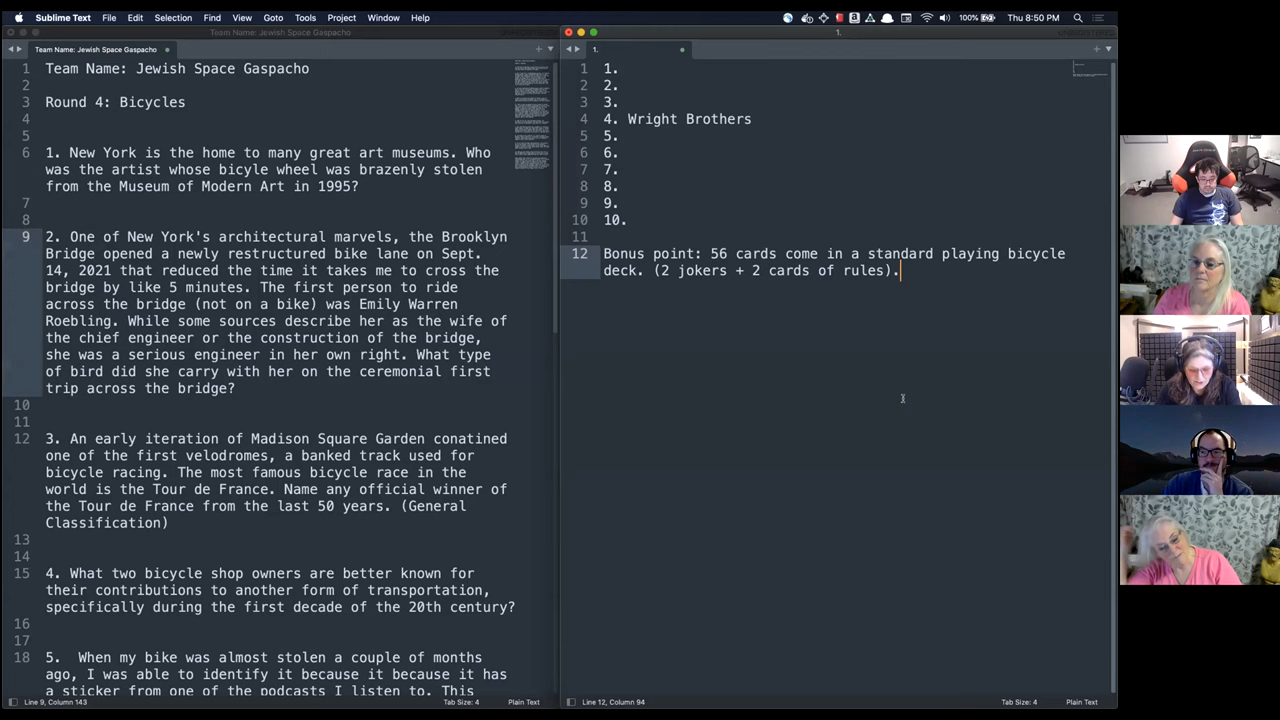 Sublime Text File Edit Selection Find View Goto Tools Project Window Help 100% Thu 8:50 PM
Team Name: Jewish Space Gaspacho
Team Name: Jewish Space Gaspacho
1 Team Name: Jewish Space Gaspacho
2
3 Round 4: Bicycles
4
5
6 1. New York is the home to many great art museums. Who
was the artist whose bicyle wheel was brazenly stolen
from the Museum of Modern Art in 1995?
7
8
9 2. One of New York's architectural marvels, the Brooklyn
Bridge opened a newly restructured bike lane on Sept.
14, 2021 that reduced the time it takes me to cross the
bridge by like 5 minutes. The first person to ride
across the bridge (not on a bike) was Emily Warren
Roebling. While some sources describe her as the wife of
the chief engineer or the construction of the bridge,
she was a serious engineer in her own right. What type
of bird did she carry with her on the ceremonial first
trip across the bridge?
10
11
12 3. An early iteration of Madison Square Garden conatined
one of the first velodromes, a banked track used for
bicycle racing. The most famous bicycle race in the
world is the Tour de France. Name any official winner of
the Tour de France from the last 50 years. (General
Classification)
13
14
15 4. What two bicycle shop owners are better known for
their contributions to another form of transportation,
specifically during the first decade of the 20th century?
16
17
18 5.  When my bike was almost stolen a couple of months
ago, I was able to identify it because it because it has
a sticker from one of the podcasts I listen to. This
Line 9, Column 143 Tab Size: 4 Plain Text
1.
1.
1 1.
2 2.
3 3.
4 4. Wright Brothers
5 5.
6 6.
7 7.
8 8.
9 9.
10 10.
11
12 Bonus point: 56 cards come in a standard playing bicycle
deck. (2 jokers + 2 cards of rules).
Line 12, Column 94 Tab Size: 4 Plain Text